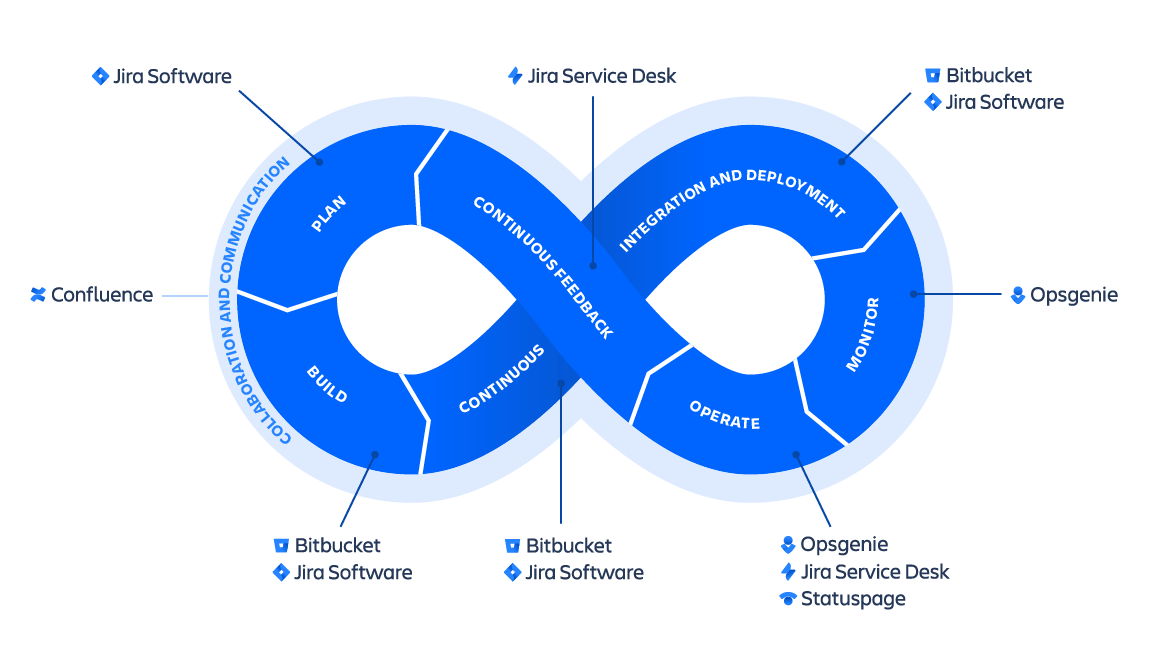 Jira Software
Jira Service Desk
Bitbucket
Jira Software
COLLABORATION AND COMMUNICATION
PLAN
CONTINUOUS FEEDBACK
INTEGRATION AND DEPLOYMENT
Confluence
Opsgenie
MONITOR
BUILD
CONTINUOUS
OPERATE
Bitbucket
Jira Software
Bitbucket
Jira Software
Opsgenie
Jira Service Desk
Statuspage